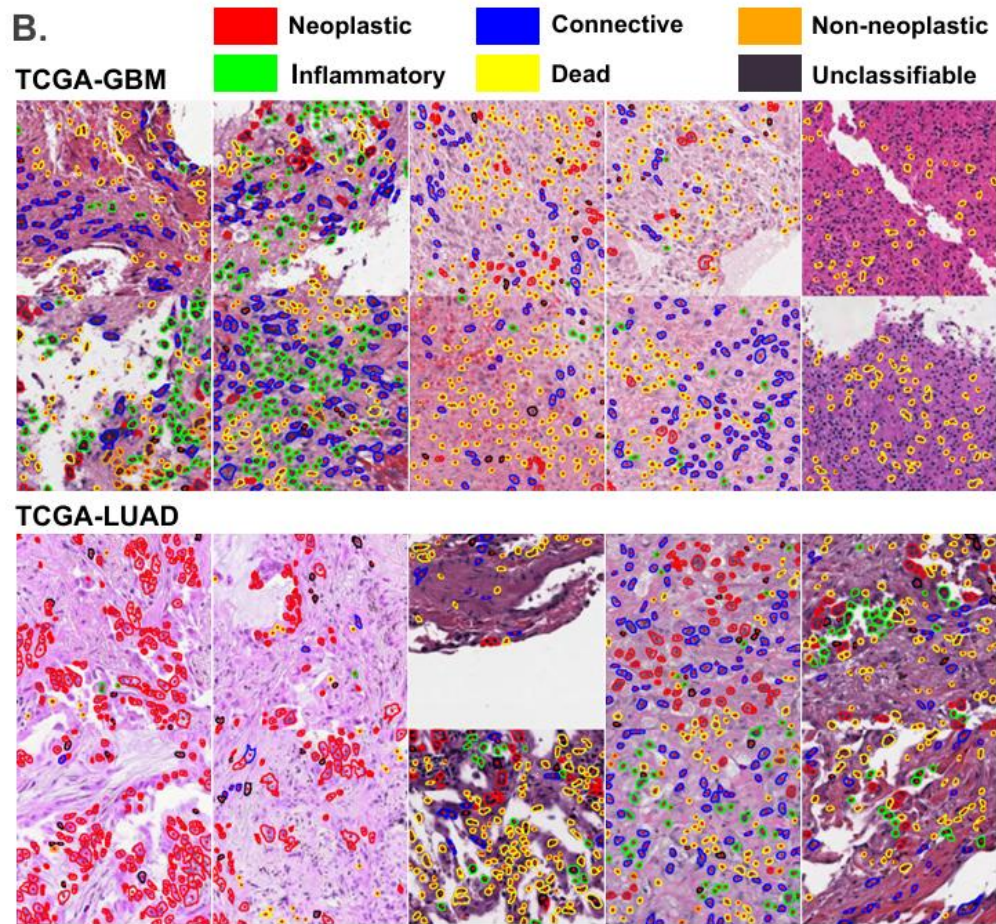 B.
Neoplastic Connective Non-neoplastic
Inflammatory Dead Unclassifiable
TCGA-GBM
TCGA-LUAD